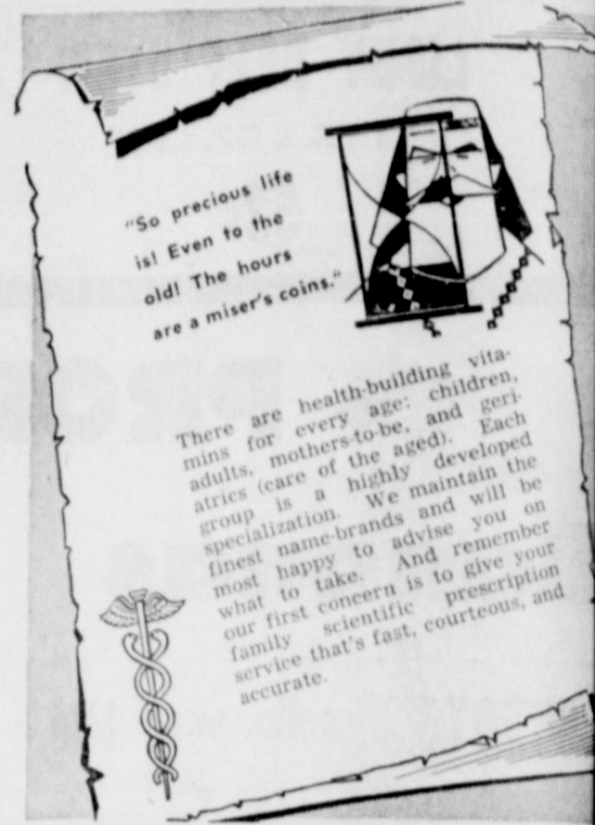 "So precious life
is! Even to the
old! The hours
are a miser's coins."
There are health-building vita-
mins for every age: children,
adults, mothers-to-be, and geri-
atrics (care of the aged). Each
group is a highly developed
specialization. We maintain the
finest name-brands and will be
most happy to advise you on
what to take. And remember
our first concern is to give your
family scientific prescription
service that's fast, courteous, and
accurate.